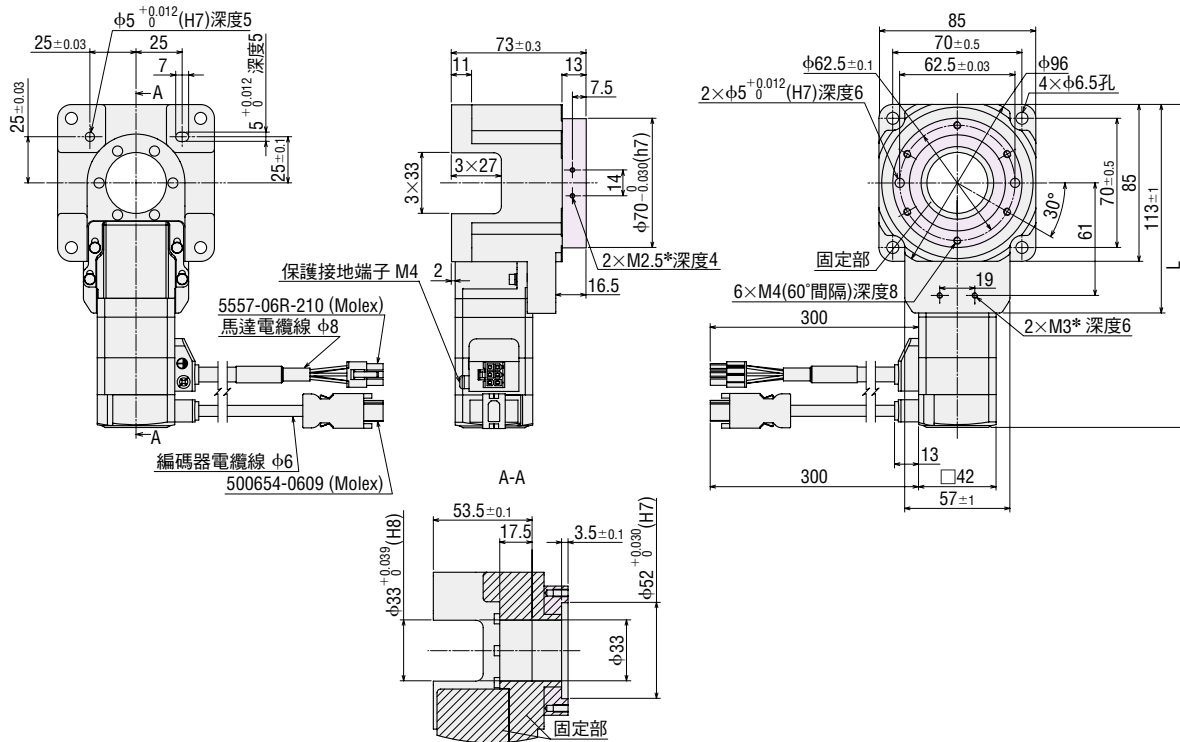 φ5 +0.012 0 (H7)深度5
25±0.03
25
7
5 +0.012 0 深度5
A
25±0.03
25±0.1
A
5557-06R-210 (Molex)
馬達電纜線 φ8
編碼器電纜線 φ6
500654-0609 (Molex)
73±0.3
11
13
7.5
3×27
3×33
14
φ70 0 -0.030(h7)
2×M2.5*深度4
保護接地端子 M4
2
16.5
85
70±0.5
φ62.5±0.1
62.5±0.03
φ96
2×φ5 +0.012 0 (H7)深度6
4×φ6.5孔
30°
61
70±0.5
85
113±1
L
固定部
6×M4(60°間隔)深度8
19
2×M3* 深度6
300
300
13
□42
57±1
A-A
53.5±0.1
17.5
3.5±0.1
φ33 +0.039 0 (H8)
φ33
φ52 +0.030 0 (H7)
固定部